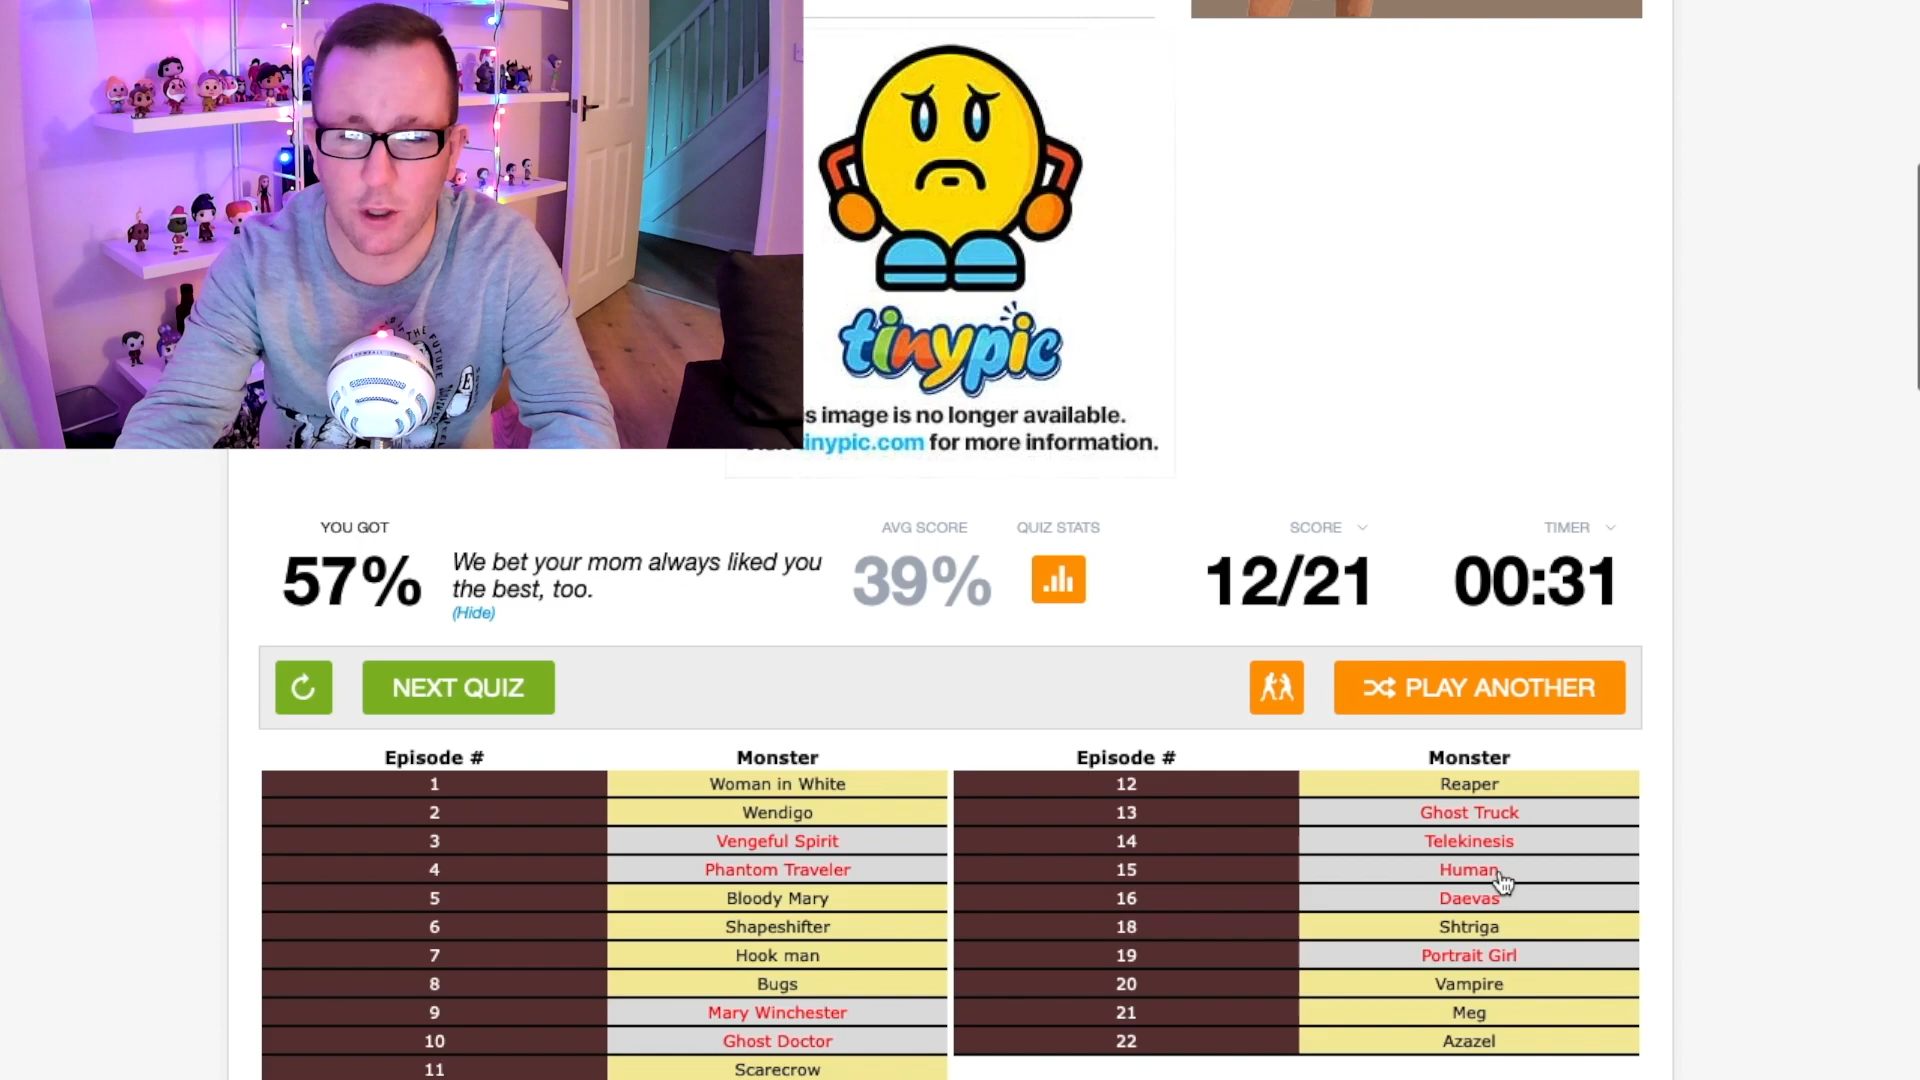 tinypic
s image is no longer available.
inypic.com for more information.
YOU GOT
57%
We bet your mom always liked you
the best, too.
(Hide)
AVG SCORE
39%
QUIZ STATS
SCORE
12/21
TIMER
00:31
NEXT QUIZ
PLAY ANOTHER
Episode # Monster Episode # Monster
1 Woman in White 12 Reaper
2 Wendigo 13 Ghost Truck
3 Vengeful Spirit 14 Telekinesis
4 Phantom Traveler 15 Human
5 Bloody Mary 16 Daevas
6 Shapeshifter 18 Shtriga
7 Hook man 19 Portrait Girl
8 Bugs 20 Vampire
9 Mary Winchester 21 Meg
10 Ghost Doctor 22 Azazel
11 Scarecrow